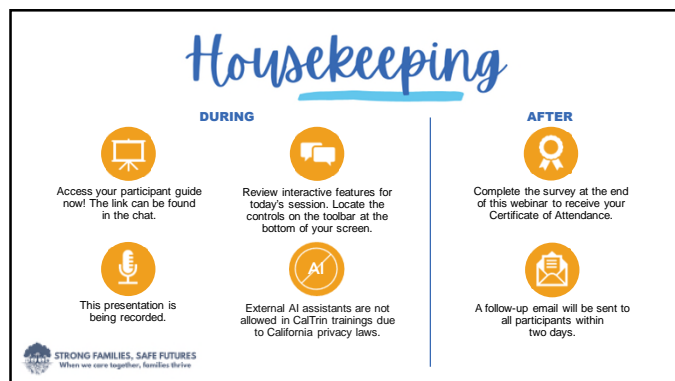 Housekeeping
DURING
Access your participant guide
now! The link can be found
in the chat.
Review interactive features for
today's session. Locate the
controls on the toolbar at the
bottom of your screen.
This presentation is
being recorded.
AI
External AI assistants are not
allowed in CalTrin trainings due
to California privacy laws.
AFTER
Complete the survey at the end
of this webinar to receive your
Certificate of Attendance.
A follow-up email will be sent to
all participants within
two days.
STRONG FAMILIES, SAFE FUTURES
When we care together, families thrive